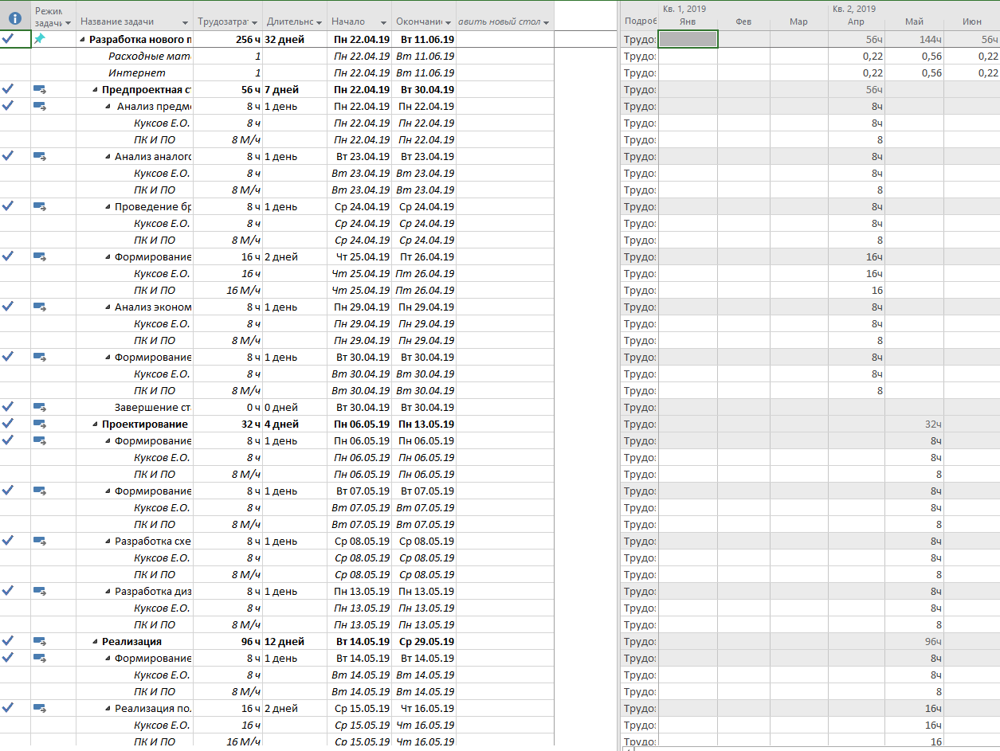 Кв. 1, 2019 Кв. 2, 2019
Режим задачи Название задачи Трудозатрат Длительнс Начало Окончание авить новый стол Подроб Янв Фев Мар Апр Май Июн
Разработка нового п 256 ч 32 дней Пн 22.04.19 Вт 11.06.19 Трудо: 56ч 144ч 56ч
Расходные мат 1 Пн 22.04.19 Вт 11.06.19 Трудо: 0,22 0,56 0,22
Интернет 1 Пн 22.04.19 Вт 11.06.19 Трудо: 0,22 0,56 0,22
Предпроектная с 56 ч 7 дней Пн 22.04.19 Вт 30.04.19 Трудо: 56ч
Анализ предме 8 ч 1 день Пн 22.04.19 Пн 22.04.19 Трудо: 8ч
Куксов Е.О. 8 ч Пн 22.04.19 Пн 22.04.19 Трудо: 8ч
ПК И ПО 8 М/ч Пн 22.04.19 Пн 22.04.19 Трудо: 8
Анализ аналог 8 ч 1 день Вт 23.04.19 Вт 23.04.19 Трудо: 8ч
Куксов Е.О. 8 ч Вт 23.04.19 Вт 23.04.19 Трудо: 8ч
ПК И ПО 8 М/ч Вт 23.04.19 Вт 23.04.19 Трудо: 8
Проведение бр 8 ч 1 день Ср 24.04.19 Ср 24.04.19 Трудо: 8ч
Куксов Е.О. 8 ч Ср 24.04.19 Ср 24.04.19 Трудо: 8ч
ПК И ПО 8 М/ч Ср 24.04.19 Ср 24.04.19 Трудо: 8
Формирование 16 ч 2 дней Чт 25.04.19 Пт 26.04.19 Трудо: 16ч
Куксов Е.О. 16 ч Чт 25.04.19 Пт 26.04.19 Трудо: 16ч
ПК И ПО 16 М/ч Чт 25.04.19 Пт 26.04.19 Трудо: 16
Анализ эконом 8 ч 1 день Пн 29.04.19 Пн 29.04.19 Трудо: 8ч
Куксов Е.О. 8 ч Пн 29.04.19 Пн 29.04.19 Трудо: 8ч
ПК И ПО 8 М/ч Пн 29.04.19 Пн 29.04.19 Трудо: 8
Формирование 8 ч 1 день Вт 30.04.19 Вт 30.04.19 Трудо: 8ч
Куксов Е.О. 8 ч Вт 30.04.19 Вт 30.04.19 Трудо: 8ч
ПК И ПО 8 М/ч Вт 30.04.19 Вт 30.04.19 Трудо: 8
Завершение ст 0 ч 0 дней Вт 30.04.19 Вт 30.04.19 Трудо:
Проектирование 32 ч 4 дней Пн 06.05.19 Пн 13.05.19 Трудо: 32ч
Формирование 8 ч 1 день Пн 06.05.19 Пн 06.05.19 Трудо: 8ч
Куксов Е.О. 8 ч Пн 06.05.19 Пн 06.05.19 Трудо: 8ч
ПК И ПО 8 М/ч Пн 06.05.19 Пн 06.05.19 Трудо: 8
Формирование 8 ч 1 день Вт 07.05.19 Вт 07.05.19 Трудо: 8ч
Куксов Е.О. 8 ч Вт 07.05.19 Вт 07.05.19 Трудо: 8ч
ПК И ПО 8 М/ч Вт 07.05.19 Вт 07.05.19 Трудо: 8
Разработка схе 8 ч 1 день Ср 08.05.19 Ср 08.05.19 Трудо: 8ч
Куксов Е.О. 8 ч Ср 08.05.19 Ср 08.05.19 Трудо: 8ч
ПК И ПО 8 М/ч Ср 08.05.19 Ср 08.05.19 Трудо: 8
Разработка диз 8 ч 1 день Пн 13.05.19 Пн 13.05.19 Трудо: 8ч
Куксов Е.О. 8 ч Пн 13.05.19 Пн 13.05.19 Трудо: 8ч
ПК И ПО 8 М/ч Пн 13.05.19 Пн 13.05.19 Трудо: 8
Реализация 96 ч 12 дней Вт 14.05.19 Ср 29.05.19 Трудо: 96ч
Формирование 8 ч 1 день Вт 14.05.19 Вт 14.05.19 Трудо: 8ч
Куксов Е.О. 8 ч Вт 14.05.19 Вт 14.05.19 Трудо: 8ч
ПК И ПО 8 М/ч Вт 14.05.19 Вт 14.05.19 Трудо: 8
Реализация пол 16 ч 2 дней Ср 15.05.19 Чт 16.05.19 Трудо: 16ч
Куксов Е.О. 16 ч Ср 15.05.19 Чт 16.05.19 Трудо: 16ч
ПК И ПО 16 М/ч Ср 15.05.19 Чт 16.05.19 Трудо: 16